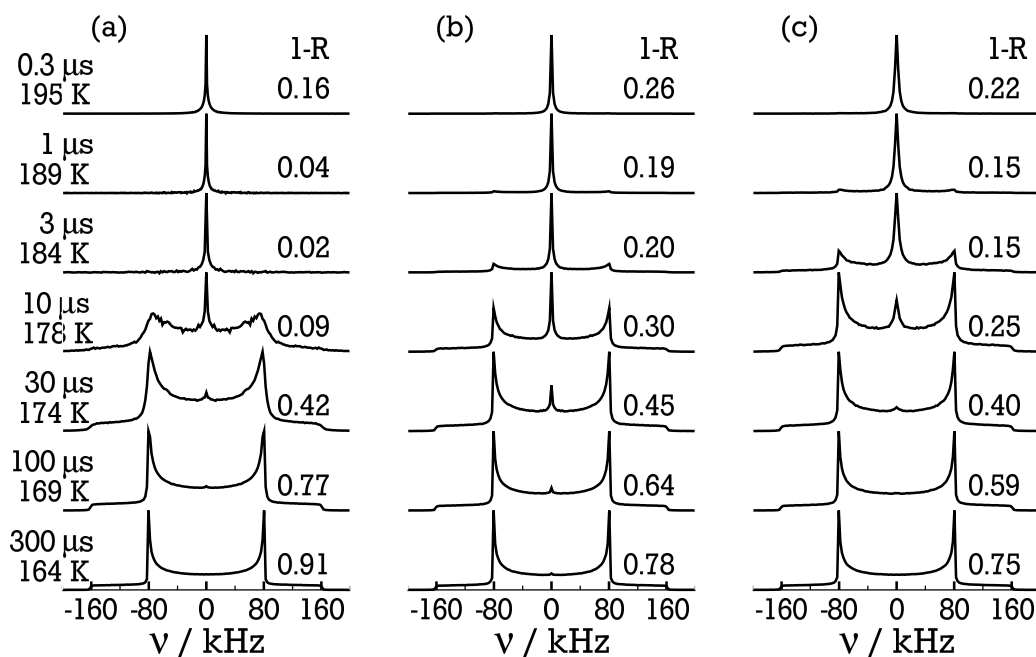 (a) (b) (c)
1-R 1-R 1-R
0.3 μs
195 K
0.16 0.26 0.22
1 μs
189 K
0.04 0.19 0.15
3 μs
184 K
0.02 0.20 0.15
10 μs
178 K
0.09 0.30 0.25
30 μs
174 K
0.42 0.45 0.40
100 μs
169 K
0.77 0.64 0.59
300 μs
164 K
0.91 0.78 0.75
-160 -80 0 80 160 -160 -80 0 80 160 -160 -80 0 80 160
ν / kHz ν / kHz ν / kHz